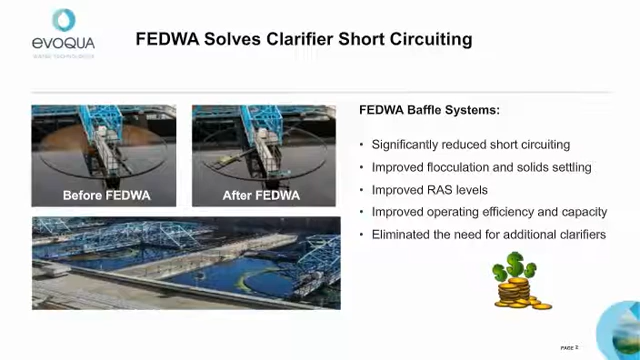 evoqua
WATER TECHNOLOGIES
FEDWA Solves Clarifier Short Circuiting
FEDWA Baffle Systems:
• Significantly reduced short circuiting
• Improved flocculation and solids settling
• Improved RAS levels
• Improved operating efficiency and capacity
• Eliminated the need for additional clarifiers
Before FEDWA
After FEDWA
PAGE 2